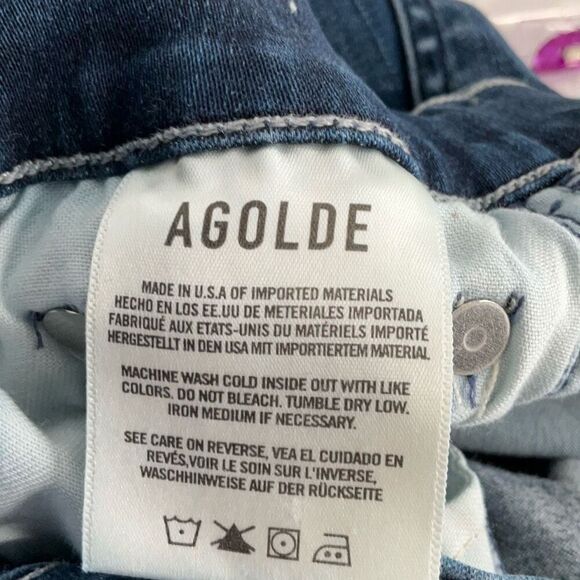 AGOLDE
MADE IN U.S.A OF IMPORTED MATERIALS
HECHO EN LOS EE.UU DE METERIALES IMPORTADA
FABRIQUÉ AUX ETATS-UNIS DU MATÉRIELS IMPORTÉ
HERGESTELLT IN DEN USA MIT IMPORTIERTEM MATERIAL
MACHINE WASH COLD INSIDE OUT WITH LIKE
COLORS. DO NOT BLEACH. TUMBLE DRY LOW.
IRON MEDIUM IF NECESSARY.
SEE CARE ON REVERSE, VEA EL CUIDADO EN
REVÉS,VOIR LE SOIN SUR L'INVERSE,
WASCHHINWEISE AUF DER RÜCKSEITE